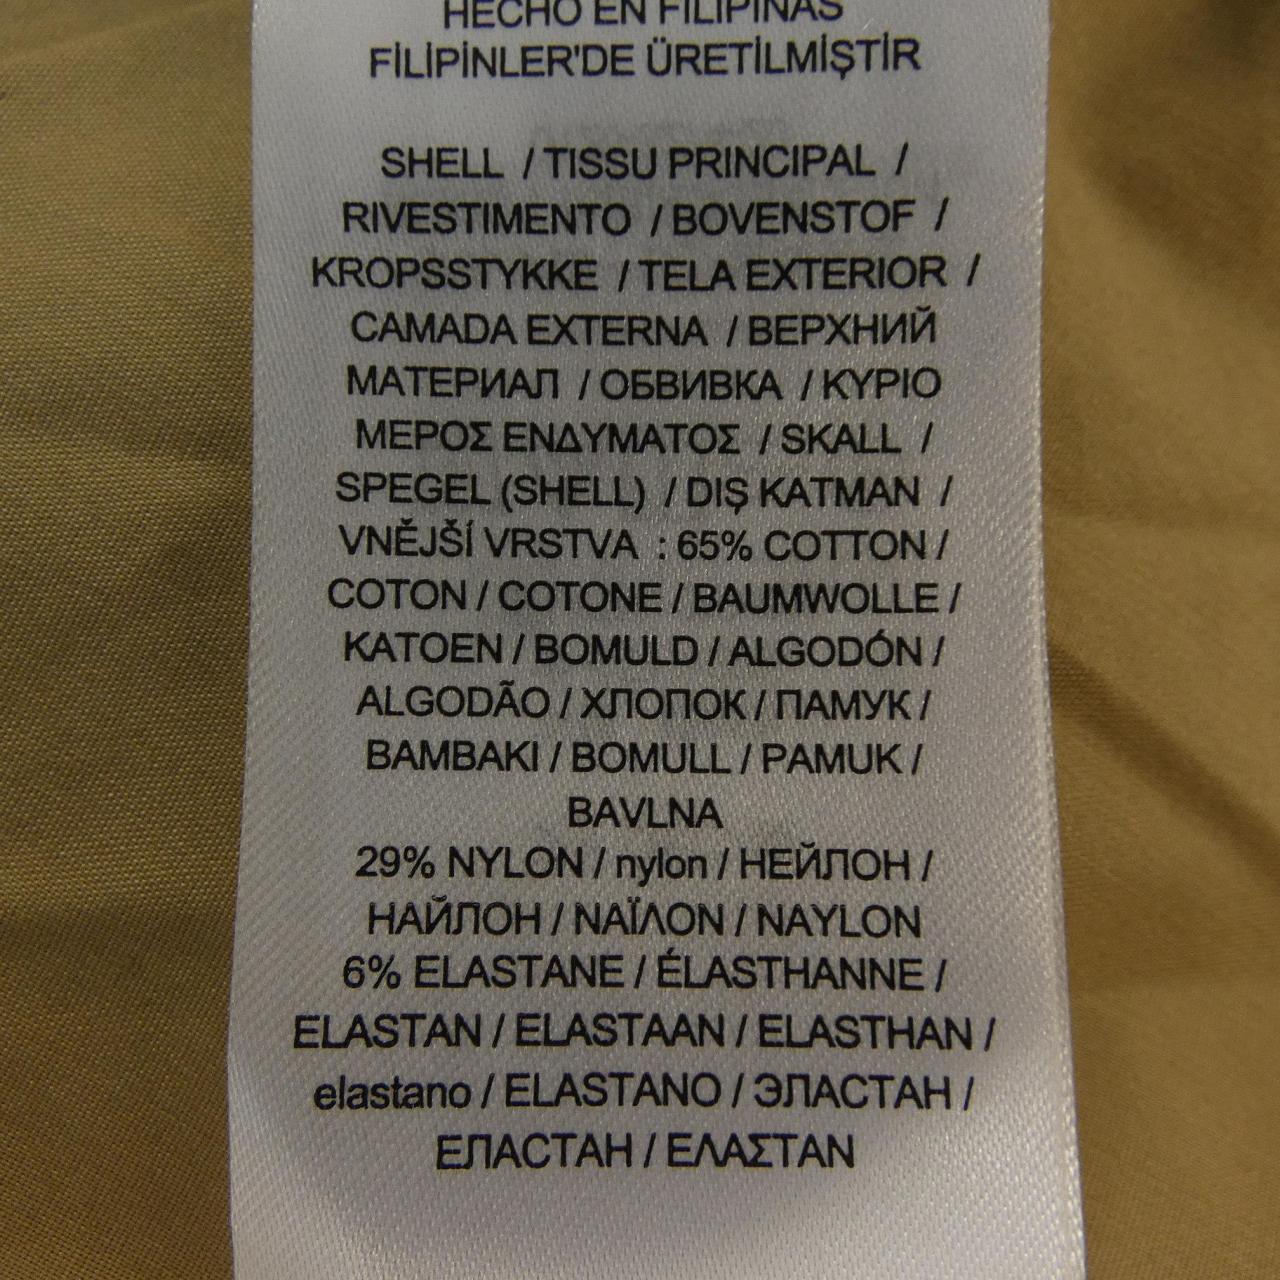 HECHO EN FILIPINAS
FİLİPİNLER'DE ÜRETİLMİŞTİR
SHELL / TISSU PRINCIPAL /
RIVESTIMENTO / BOVENSTOF /
KROPSSTYKKE / TELA EXTERIOR /
CAMADA EXTERNA / ВЕРХНИЙ
МАТЕРИАЛ / ОБВИВКА / ΚΥΡΙΟ
ΜΕΡΟΣ ΕΝΔΥΜΑΤΟΣ / SKALL /
SPEGEL (SHELL) / DIŞ KATMAN /
VNĚJŠÍ VRSTVA : 65% COTTON /
COTON / COTONE / BAUMWOLLE /
KATOEN / BOMULD / ALGODÓN /
ALGODÃO / ХЛОПОК / ПАМУК /
ΒΑΜΒΑΚΙ / BOMULL / PAMUK /
BAVLNA
29% NYLON / nylon / НЕЙЛОН /
НАЙЛОН / ΝΑΪΛΟΝ / NAYLON
6% ELASTANE / ÉLASTHANNE /
ELASTAN / ELASTAAN / ELASTHAN /
elastano / ELASTANO / ЭЛАСТАН /
ЕЛАСТАН / ΕΛΑΣΤΑΝ